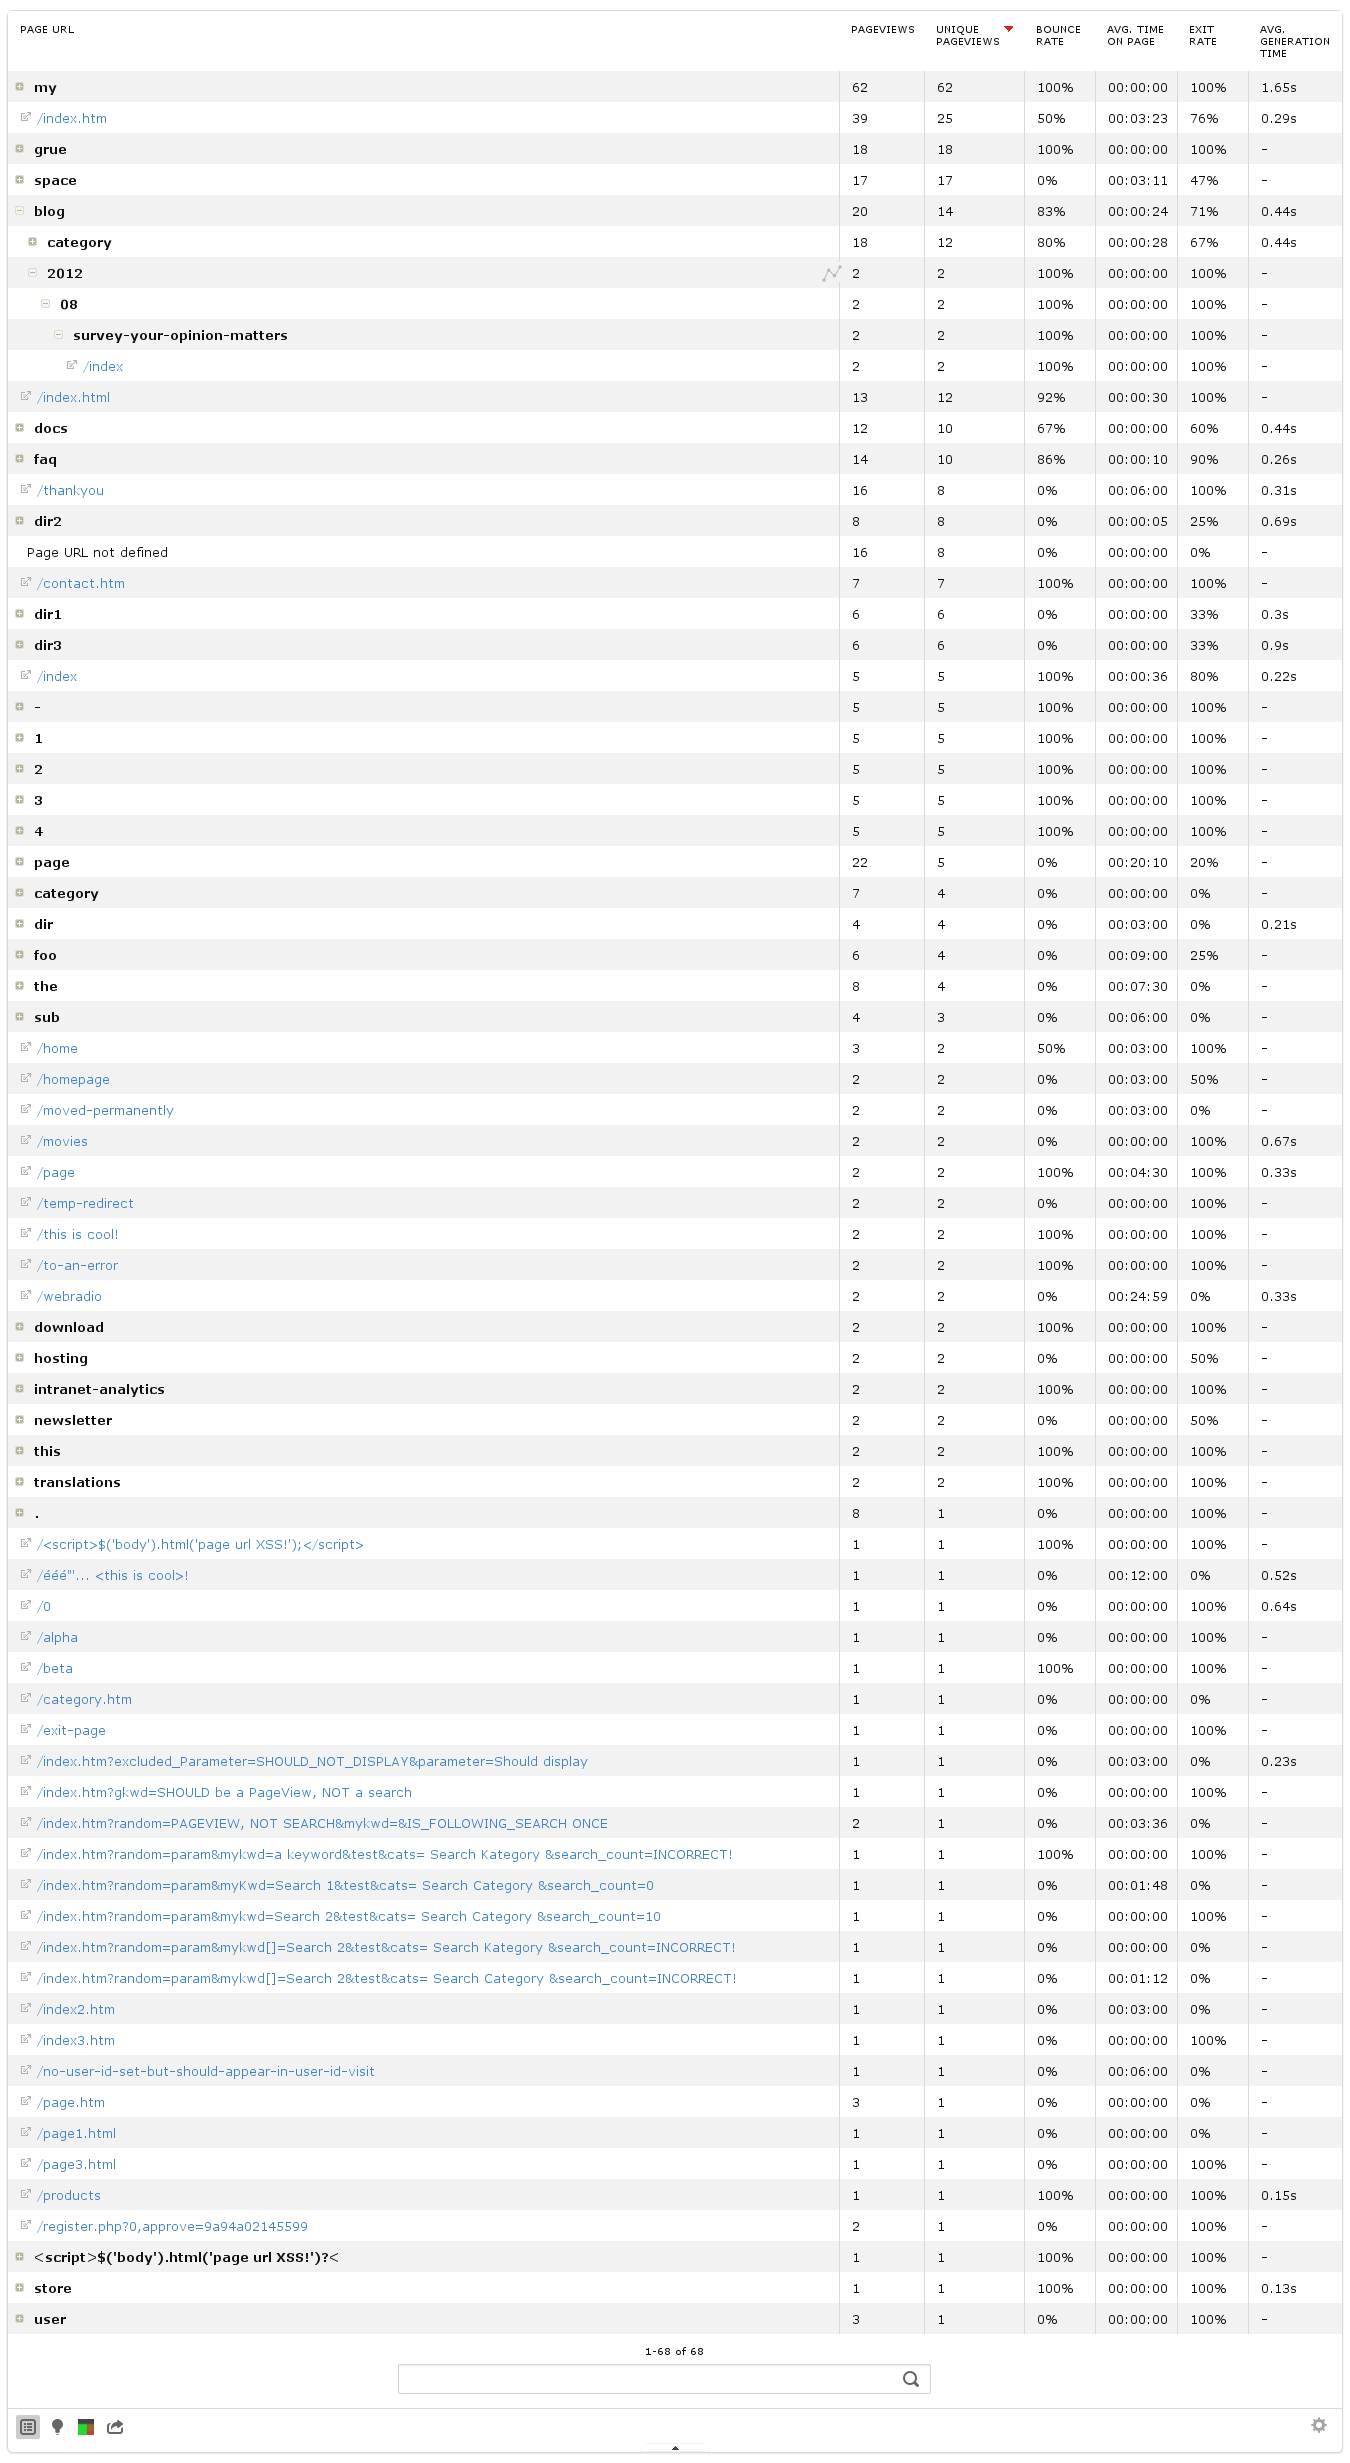 PAGE URL PAGEVIEWS UNIQUE PAGEVIEWS BOUNCE RATE AVG. TIME ON PAGE EXIT RATE AVG. GENERATION TIME
my 62 62 100% 00:00:00 100% 1.65s
/index.htm 39 25 50% 00:03:23 76% 0.29s
grue 18 18 100% 00:00:00 100% -
space 17 17 0% 00:03:11 47% -
blog 20 14 83% 00:00:24 71% 0.44s
category 18 12 80% 00:00:28 67% 0.44s
2012 2 2 100% 00:00:00 100% -
08 2 2 100% 00:00:00 100% -
survey-your-opinion-matters 2 2 100% 00:00:00 100% -
/index 2 2 100% 00:00:00 100% -
/index.html 13 12 92% 00:00:30 100% -
docs 12 10 67% 00:00:00 60% 0.44s
faq 14 10 86% 00:00:10 90% 0.26s
/thankyou 16 8 0% 00:06:00 100% 0.31s
dir2 8 8 0% 00:00:05 25% 0.69s
Page URL not defined 16 8 0% 00:00:00 0% -
/contact.htm 7 7 100% 00:00:00 100% -
dir1 6 6 0% 00:00:00 33% 0.3s
dir3 6 6 0% 00:00:00 33% 0.9s
/index 5 5 100% 00:00:36 80% 0.22s
- 5 5 100% 00:00:00 100% -
1 5 5 100% 00:00:00 100% -
2 5 5 100% 00:00:00 100% -
3 5 5 100% 00:00:00 100% -
4 5 5 100% 00:00:00 100% -
page 22 5 0% 00:20:10 20% -
category 7 4 0% 00:00:00 0% -
dir 4 4 0% 00:03:00 0% 0.21s
foo 6 4 0% 00:09:00 25% -
the 8 4 0% 00:07:30 0% -
sub 4 3 0% 00:06:00 0% -
/home 3 2 50% 00:03:00 100% -
/homepage 2 2 0% 00:03:00 50% -
/moved-permanently 2 2 0% 00:03:00 0% -
/movies 2 2 0% 00:00:00 100% 0.67s
/page 2 2 100% 00:04:30 100% 0.33s
/temp-redirect 2 2 0% 00:00:00 100% -
/this is cool! 2 2 100% 00:00:00 100% -
/to-an-error 2 2 100% 00:00:00 100% -
/webradio 2 2 0% 00:24:59 0% 0.33s
download 2 2 100% 00:00:00 100% -
hosting 2 2 0% 00:00:00 50% -
intranet-analytics 2 2 100% 00:00:00 100% -
newsletter 2 2 0% 00:00:00 50% -
this 2 2 100% 00:00:00 100% -
translations 2 2 100% 00:00:00 100% -
. 8 1 0% 00:00:00 100% -
/<script>$('body').html('page url XSS!');</script> 1 1 100% 00:00:00 100% -
/ééé"'... <this is cool>! 1 1 0% 00:12:00 0% 0.52s
/0 1 1 0% 00:00:00 100% 0.64s
/alpha 1 1 0% 00:00:00 100% -
/beta 1 1 100% 00:00:00 100% -
/category.htm 1 1 0% 00:00:00 0% -
/exit-page 1 1 0% 00:00:00 100% -
/index.htm?excluded_Parameter=SHOULD_NOT_DISPLAY&parameter=Should display 1 1 0% 00:03:00 0% 0.23s
/index.htm?gkwd=SHOULD be a PageView, NOT a search 1 1 0% 00:00:00 100% -
/index.htm?random=PAGEVIEW, NOT SEARCH&mykwd=&IS_FOLLOWING_SEARCH ONCE 2 1 0% 00:03:36 0% -
/index.htm?random=param&mykwd=a keyword&test&cats= Search Kategory &search_count=INCORRECT! 1 1 100% 00:00:00 100% -
/index.htm?random=param&myKwd=Search 1&test&cats= Search Category &search_count=0 1 1 0% 00:01:48 0% -
/index.htm?random=param&mykwd=Search 2&test&cats= Search Category &search_count=10 1 1 0% 00:00:00 100% -
/index.htm?random=param&mykwd[]=Search 2&test&cats= Search Kategory &search_count=INCORRECT! 1 1 0% 00:00:00 0% -
/index.htm?random=param&mykwd[]=Search 2&test&cats= Search Category &search_count=INCORRECT! 1 1 0% 00:01:12 0% -
/index2.htm 1 1 0% 00:03:00 0% -
/index3.htm 1 1 0% 00:00:00 100% -
/no-user-id-set-but-should-appear-in-user-id-visit 1 1 0% 00:06:00 0% -
/page.htm 3 1 0% 00:00:00 0% -
/page1.html 1 1 0% 00:00:00 0% -
/page3.html 1 1 0% 00:00:00 100% -
/products 1 1 100% 00:00:00 100% 0.15s
/register.php?0,approve=9a94a02145599 2 1 0% 00:00:00 100% -
<script>$('body').html('page url XSS!')?< 1 1 100% 00:00:00 100% -
store 1 1 100% 00:00:00 100% 0.13s
user 3 1 0% 00:00:00 100% -
1-68 of 68